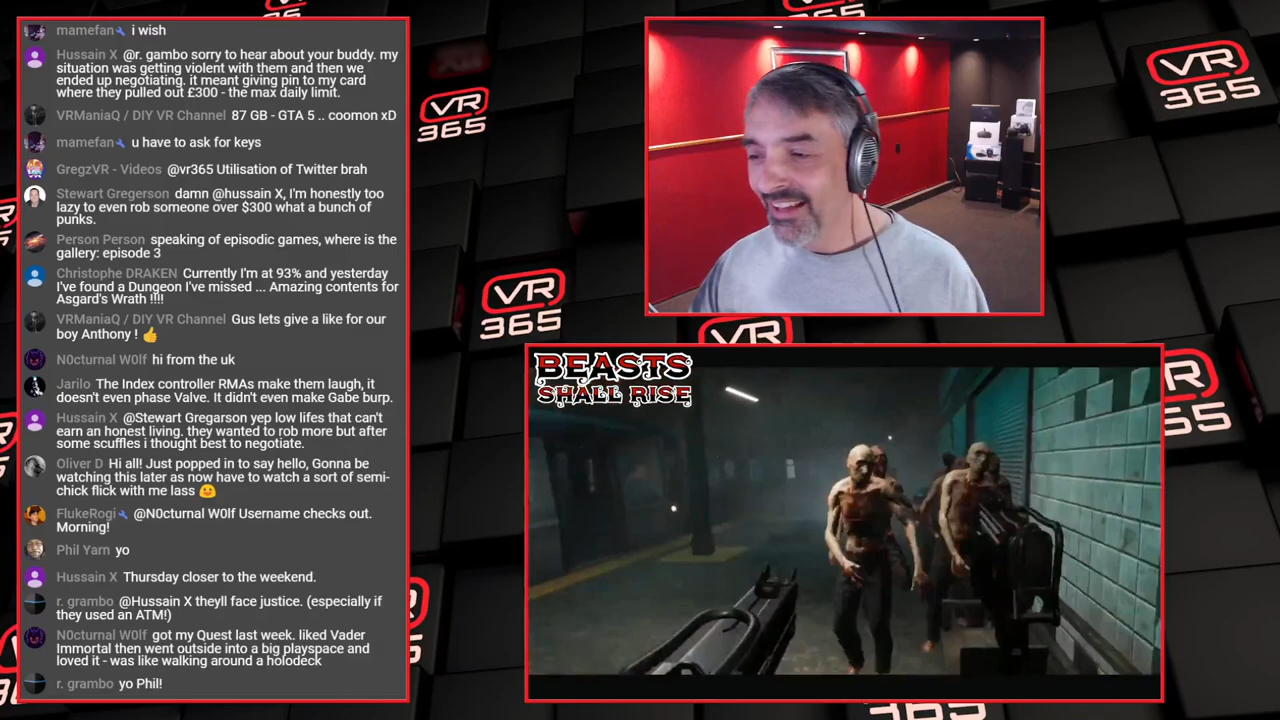 mamefan i wish
Hussain X @r. gambo sorry to hear about your buddy. my
situation was getting violent with them and then we
ended up negotiating. it meant giving pin to my card
where they pulled out £300 - the max daily limit.
VRManiaQ / DIY VR Channel 87 GB - GTA 5 .. coomon xD
mamefan u have to ask for keys
GregzVR - Videos @vr365 Utilisation of Twitter brah
Stewart Gregerson damn @hussain X, I'm honestly too
lazy to even rob someone over $300 what a bunch of
punks.
Person Person speaking of episodic games, where is the
gallery: episode 3
Christophe DRAKEN Currently I'm at 93% and yesterday
I've found a Dungeon I've missed ... Amazing contents for
Asgard's Wrath !!!!
VRManiaQ / DIY VR Channel Gus lets give a like for our
boy Anthony ! 👍
N0cturnal W0lf hi from the uk
Jarilo The Index controller RMAs make them laugh, it
doesn't even phase Valve. It didn't even make Gabe burp.
Hussain X @Stewart Gregarson yep low lifes that can't
earn an honest living. they wanted to rob more but after
some scuffles i thought best to negotiate.
Oliver D Hi all! Just popped in to say hello, Gonna be
watching this later as now have to watch a sort of semi-
chick flick with me lass 😊
FlukeRogi @N0cturnal W0lf Username checks out.
Morning!
Phil Yarn yo
Hussain X Thursday closer to the weekend.
r. grambo @Hussain X theyll face justice. (especially if
they used an ATM!)
N0cturnal W0lf got my Quest last week. liked Vader
Immortal then went outside into a big playspace and
loved it - was like walking around a holodeck
r. grambo yo Phil!
VR
365
VR
365
VR
365
VR
365
BEASTS
SHALL RISE